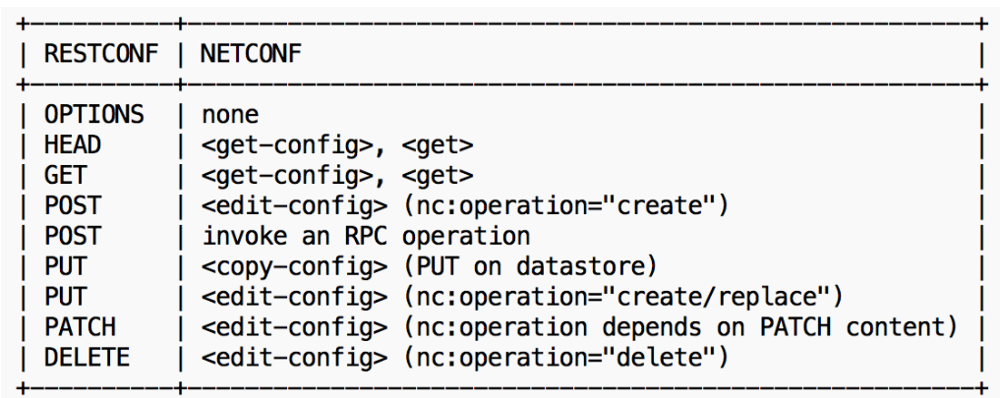 +----------+-----------------------------------------------------+
| RESTCONF | NETCONF                                             |
+----------+-----------------------------------------------------+
| OPTIONS  | none                                                |
| HEAD     | <get-config>, <get>                                 |
| GET      | <get-config>, <get>                                 |
| POST     | <edit-config> (nc:operation="create")               |
| POST     | invoke an RPC operation                             |
| PUT      | <copy-config> (PUT on datastore)                    |
| PUT      | <edit-config> (nc:operation="create/replace")       |
| PATCH    | <edit-config> (nc:operation depends on PATCH content) |
| DELETE   | <edit-config> (nc:operation="delete")               |
+----------+-----------------------------------------------------+